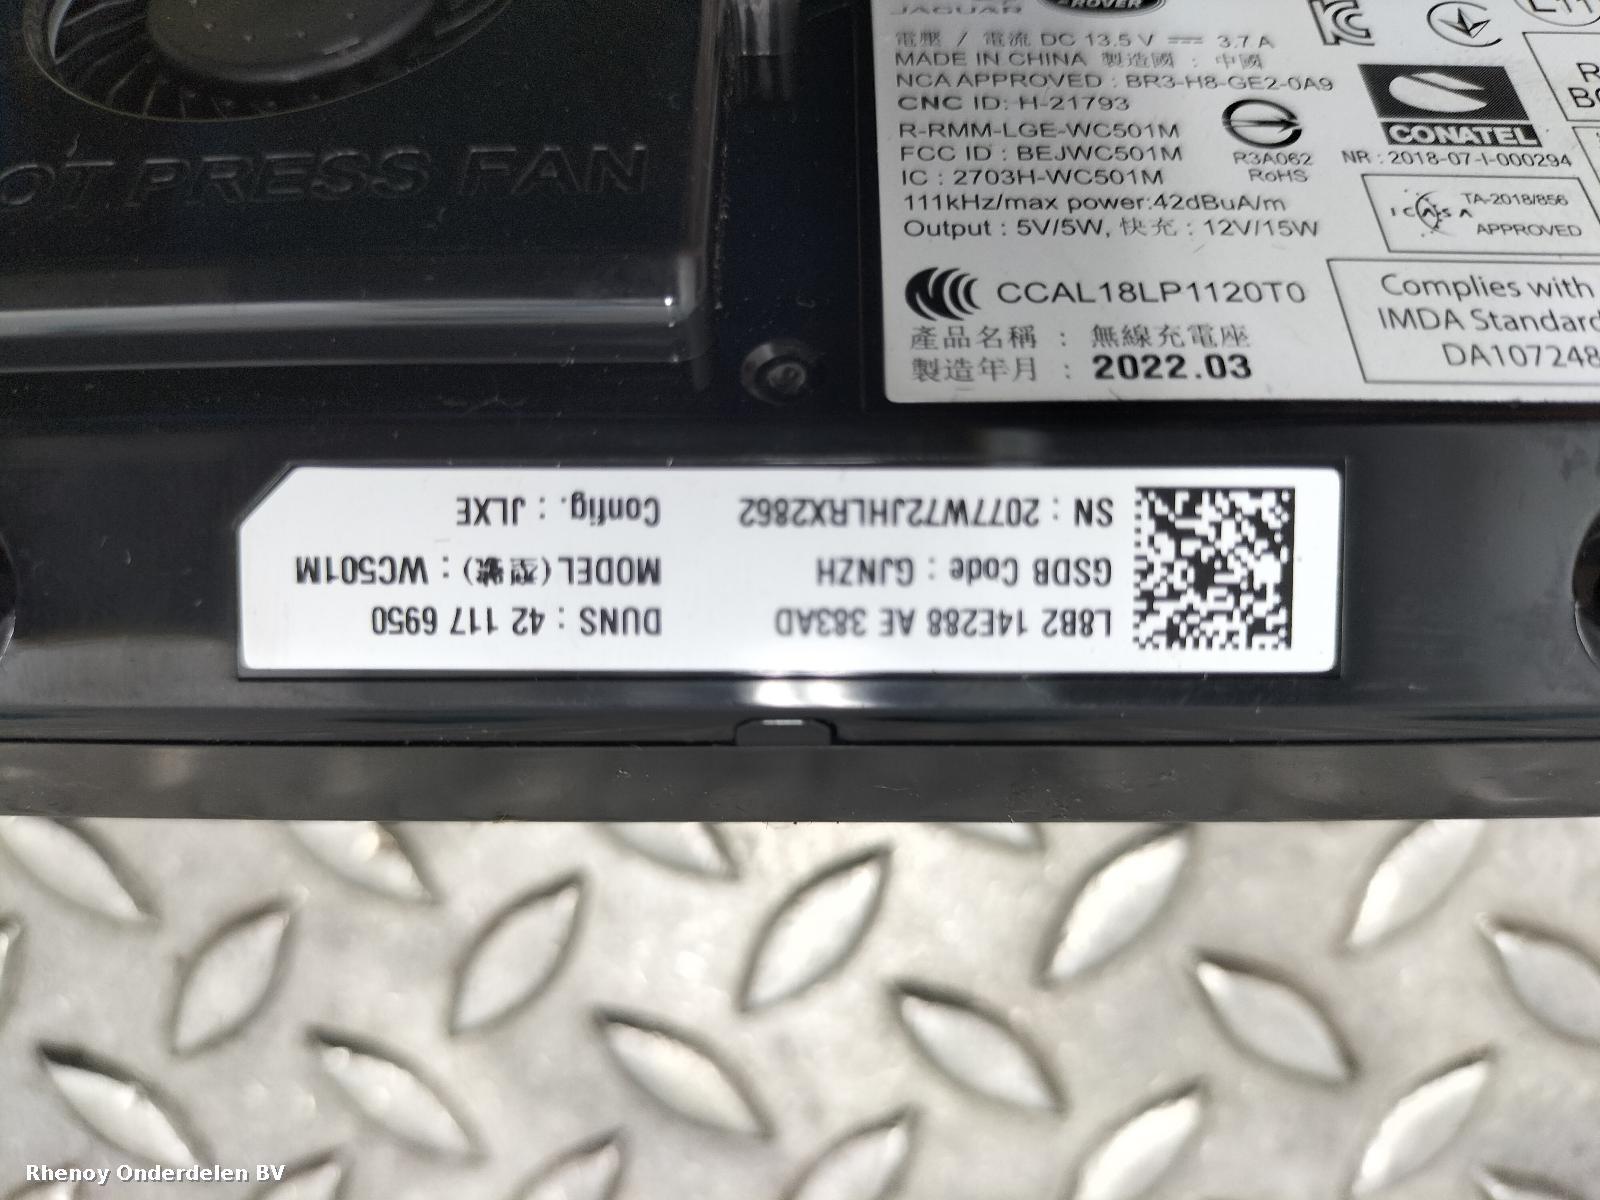 OT PRESS FAN
JAGUAR
ROVER
電壓 / 電流 DC 13.5 V 3.7 A
MADE IN CHINA 製造國 : 中國
NCA APPROVED : BR3-H8-GE2-0A9
CNC ID: H-21793
R-RMM-LGE-WC501M
FCC ID : BEJWC501M
IC : 2703H-WC501M
111kHz/max power:42dBuA/m
Output : 5V/5W, 快充 : 12V/15W
R3A062
RoHS
CONATEL
NR : 2018-07-I-000294
ICASA
TA-2018/856
APPROVED
CCAL18LP1120T0
產品名稱 : 無線充電座
製造年月 : 2022.03
Complies with
IMDA Standard
DA107248
L8B2 14E288 AE 383AD
DUNS : 42 117 6950
GSDB Code : GJNZH
MODEL(型號) : WC501M
SN : 2077W72JHLRX2862
Config. : JLXE
Rhenoy Onderdelen BV